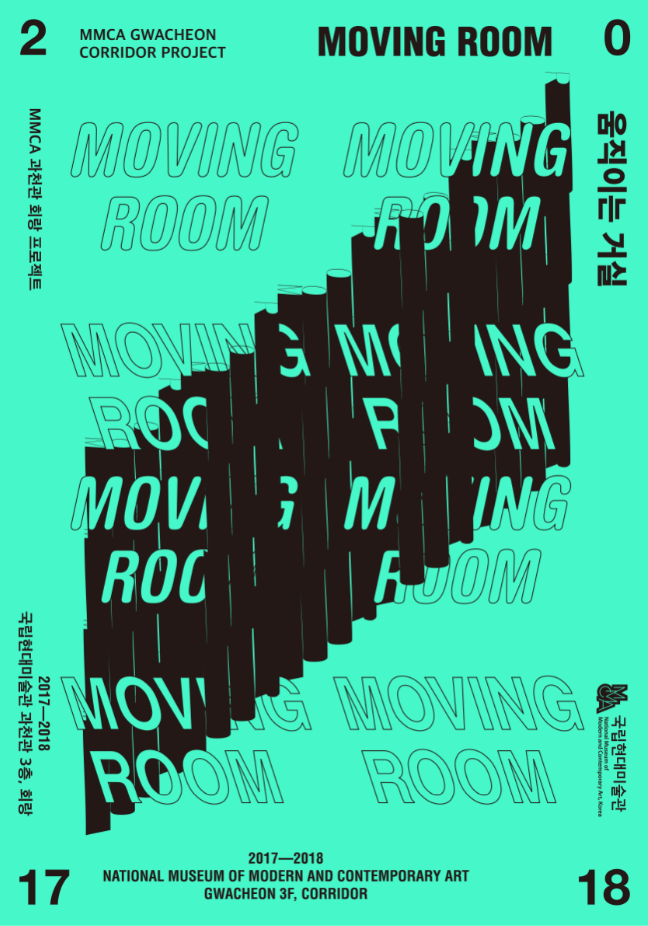 2
MMCA GWACHEON
CORRIDOR PROJECT
MOVING ROOM
0
MMCA 과천관 회랑 프로젝트
움직이는 거실
MOVING
ROOM
MOVING
ROOM
MOVING
ROOM
MOVING
ROOM
MOVING
ROOM
MOVING
ROOM
MOVING
ROOM
MOVING
ROOM
2017—2018
국립현대미술관 과천관 3층, 회랑
MMCA
국립현대미술관
National Museum of
Modern and Contemporary Art, Korea
17
2017—2018
NATIONAL MUSEUM OF MODERN AND CONTEMPORARY ART
GWACHEON 3F, CORRIDOR
18